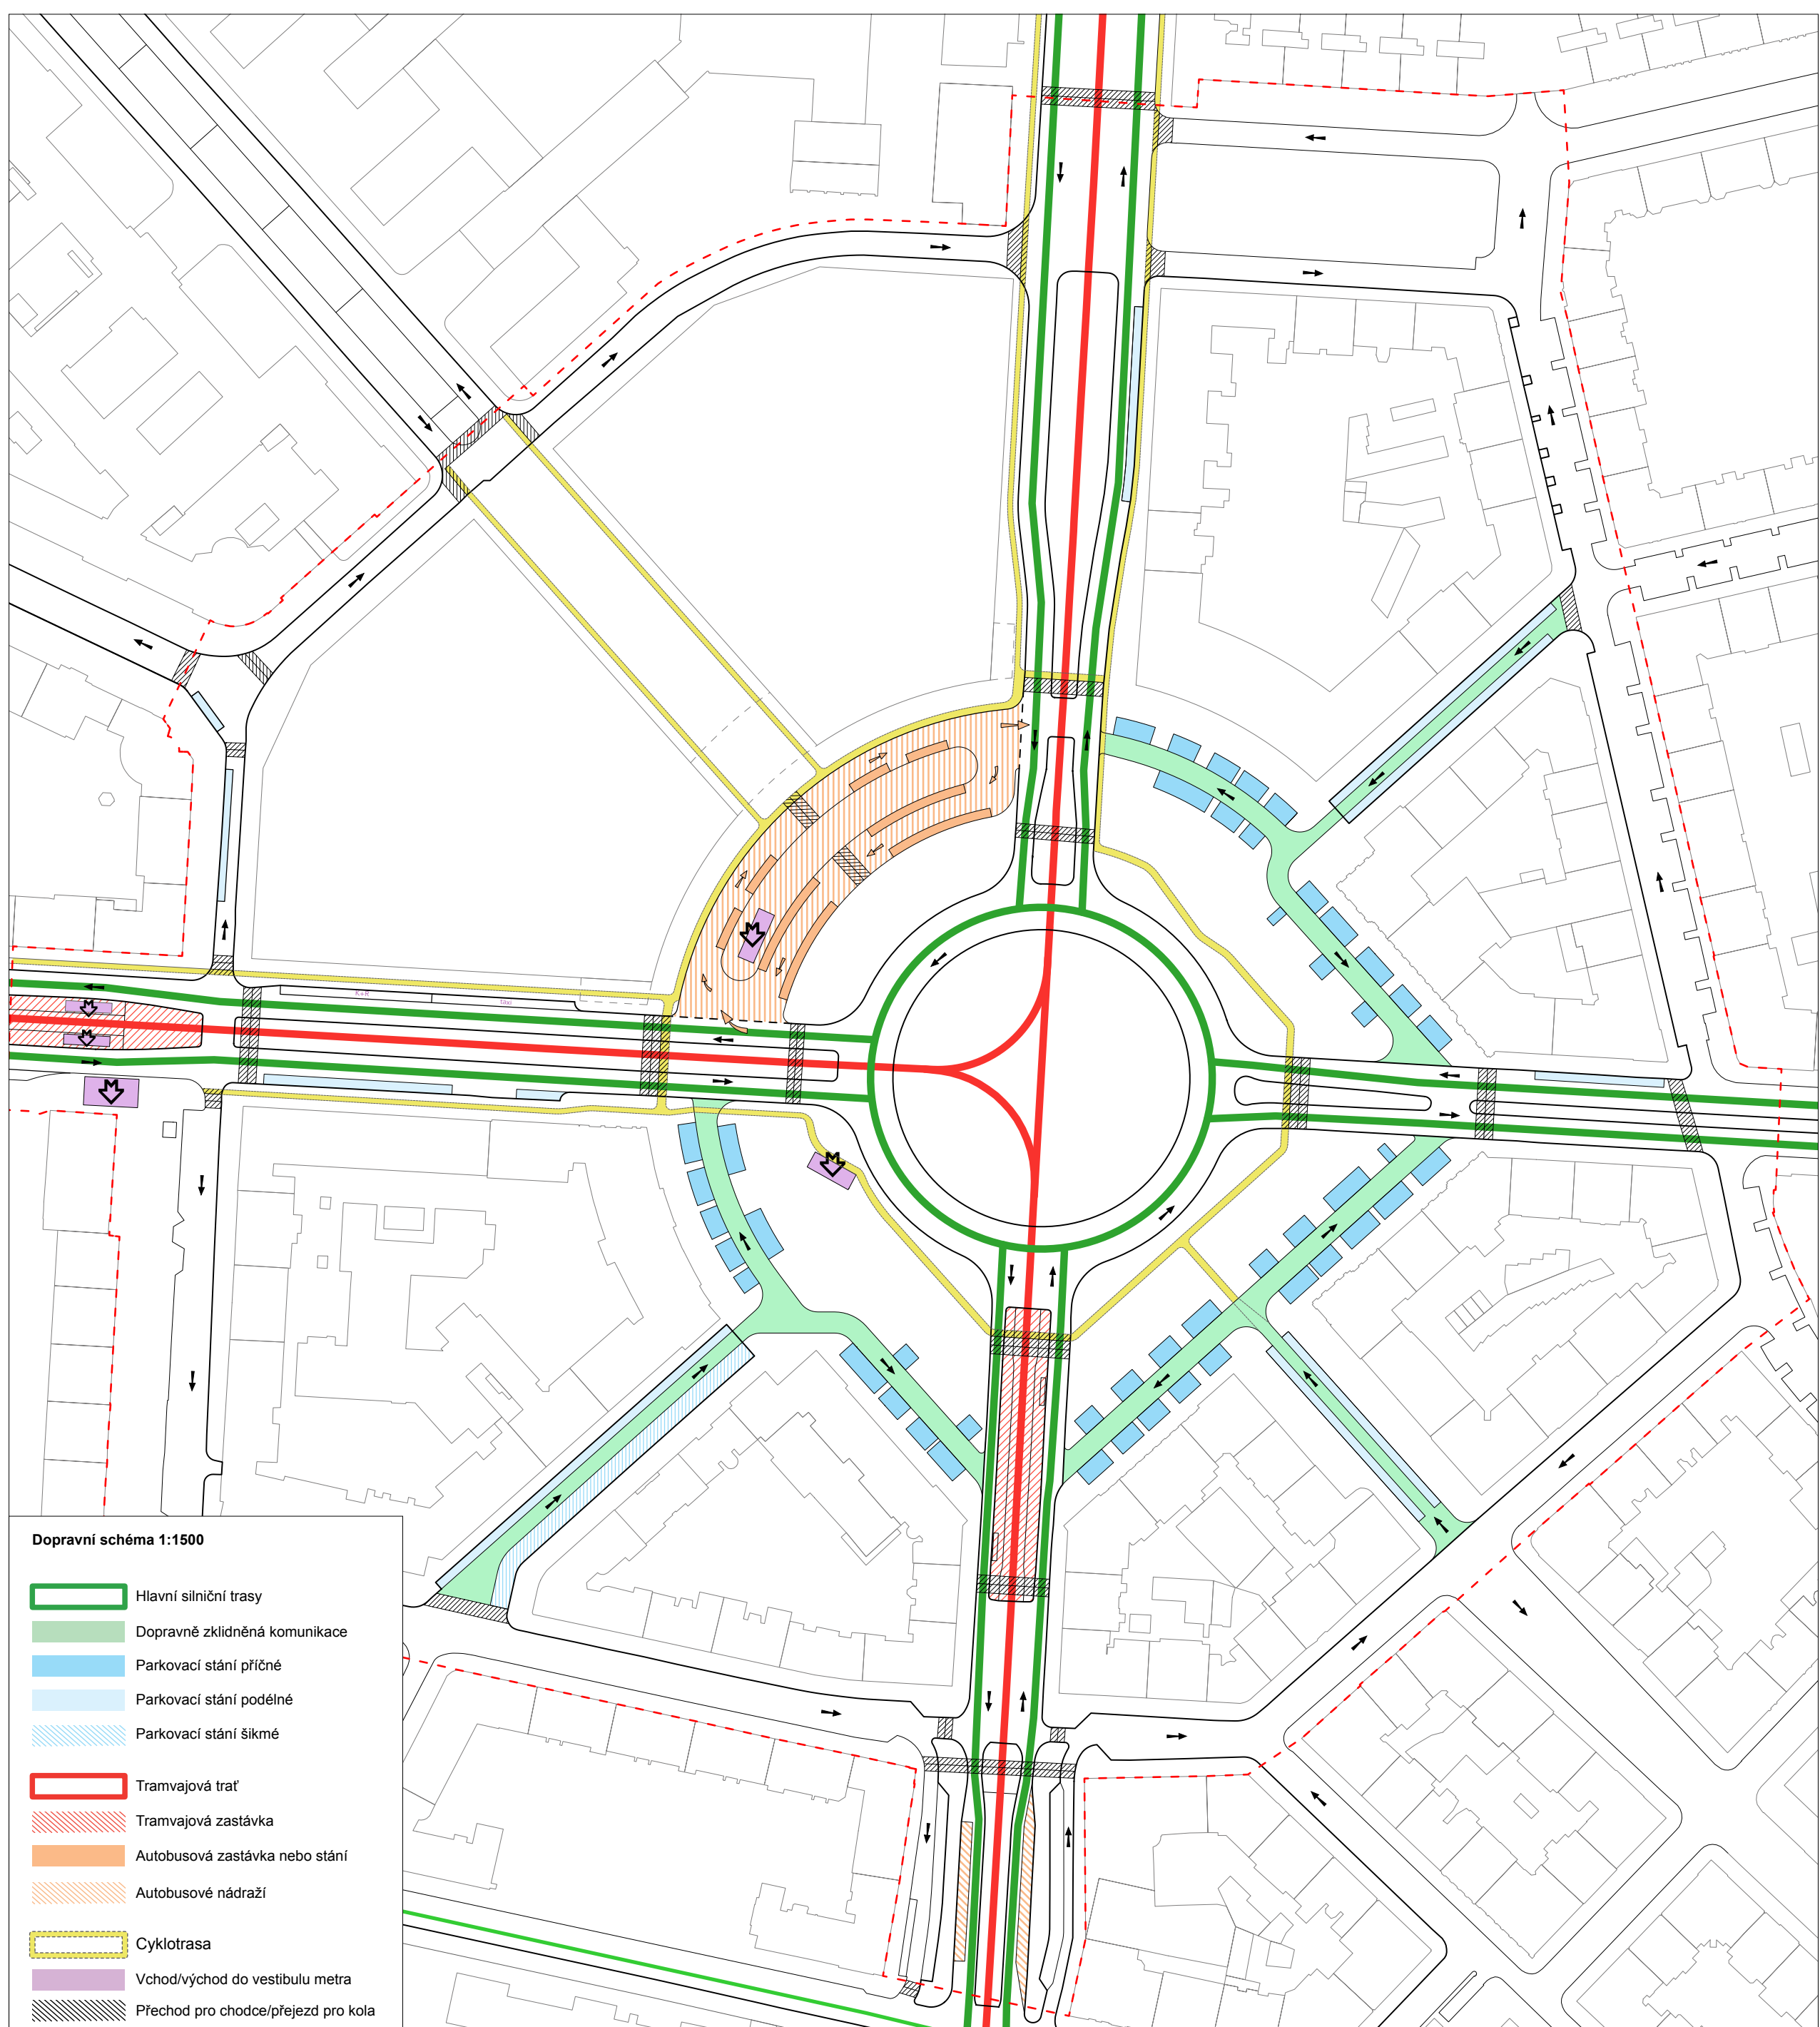 K+R
TAXI
Dopravní schéma 1:1500
Hlavní silniční trasy
Dopravně zklidněná komunikace
Parkovací stání příčné
Parkovací stání podélné
Parkovací stání šikmé
Tramvajová trať
Tramvajová zastávka
Autobusová zastávka nebo stání
Autobusové nádraží
Cyklotrasa
Vchod/východ do vestibulu metra
Přechod pro chodce/přejezd pro kola